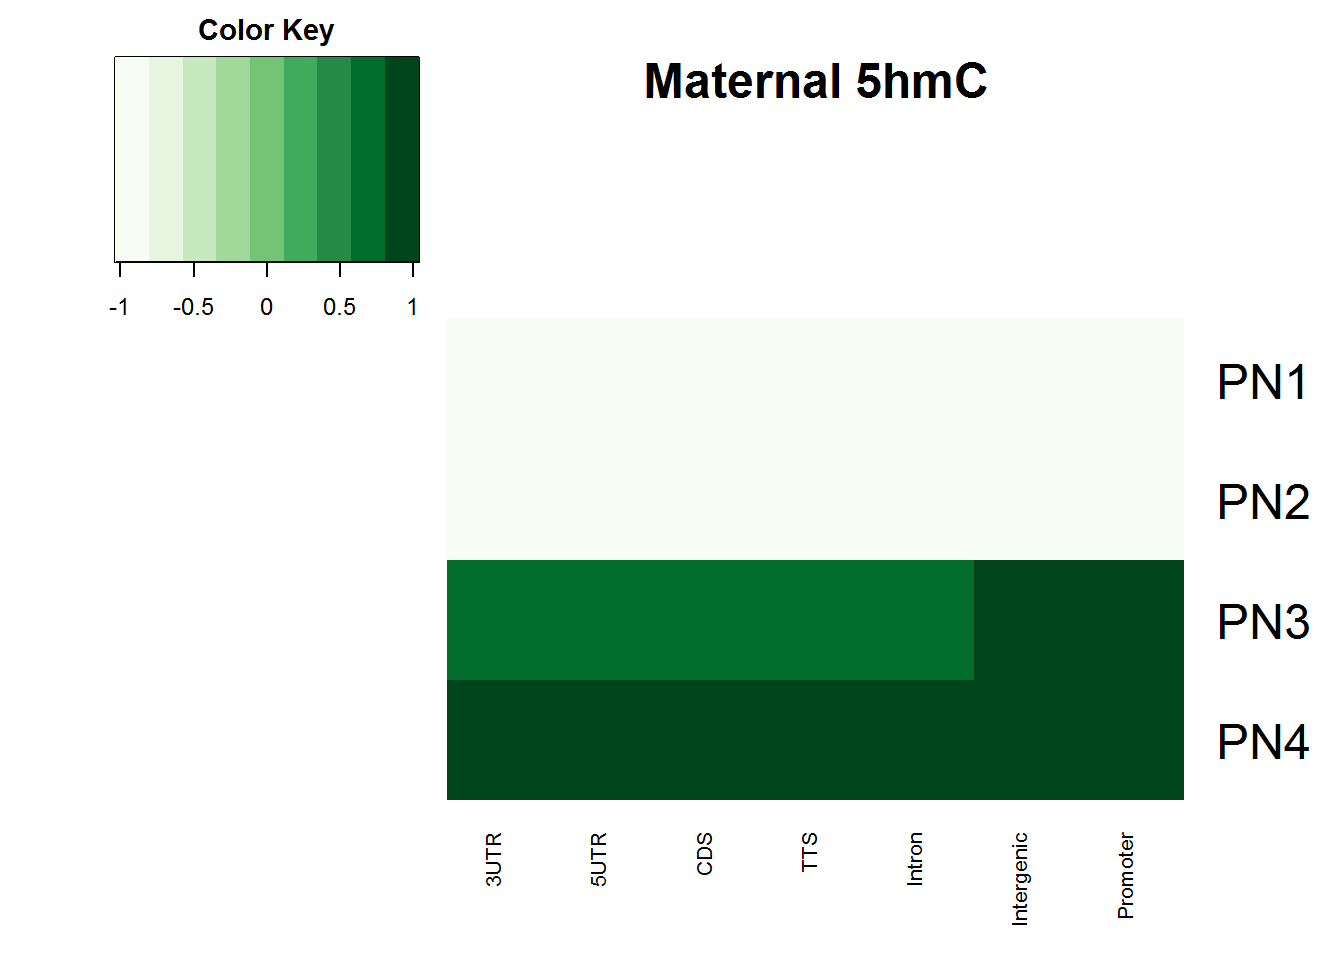 Color Key
Maternal 5hmC
-1 -0.5 0 0.5 1
PN1
PN2
PN3
PN4
3UTR
5UTR
CDS
TTS
Intron
Intergenic
Promoter